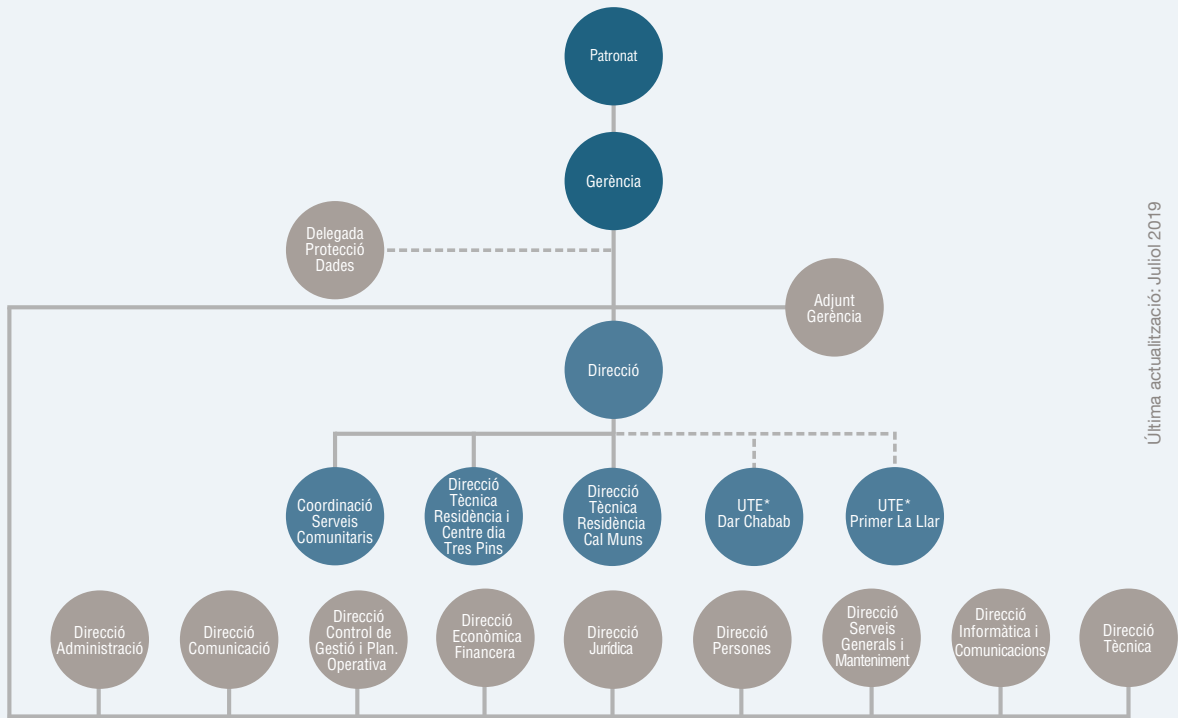 Patronat
Gerència
Delegada
Protecció
Dades
Adjunt
Gerència
Direcció
Coordinació
Serveis
Comunitaris
Direcció
Tècnica
Residència i
Centre dia
Tres Pins
Direcció
Tècnica
Residència
Cal Muns
UTE*
Dar Chabab
UTE*
Primer La Llar
Direcció
Administració
Direcció
Comunicació
Direcció
Control de
Gestió i Plan.
Operativa
Direcció
Econòmica
Financera
Direcció
Jurídica
Direcció
Persones
Direcció
Serveis
Generals i
Manteniment
Direcció
Informàtica i
Comunicacions
Direcció
Tècnica
Última actualització: Juliol 2019